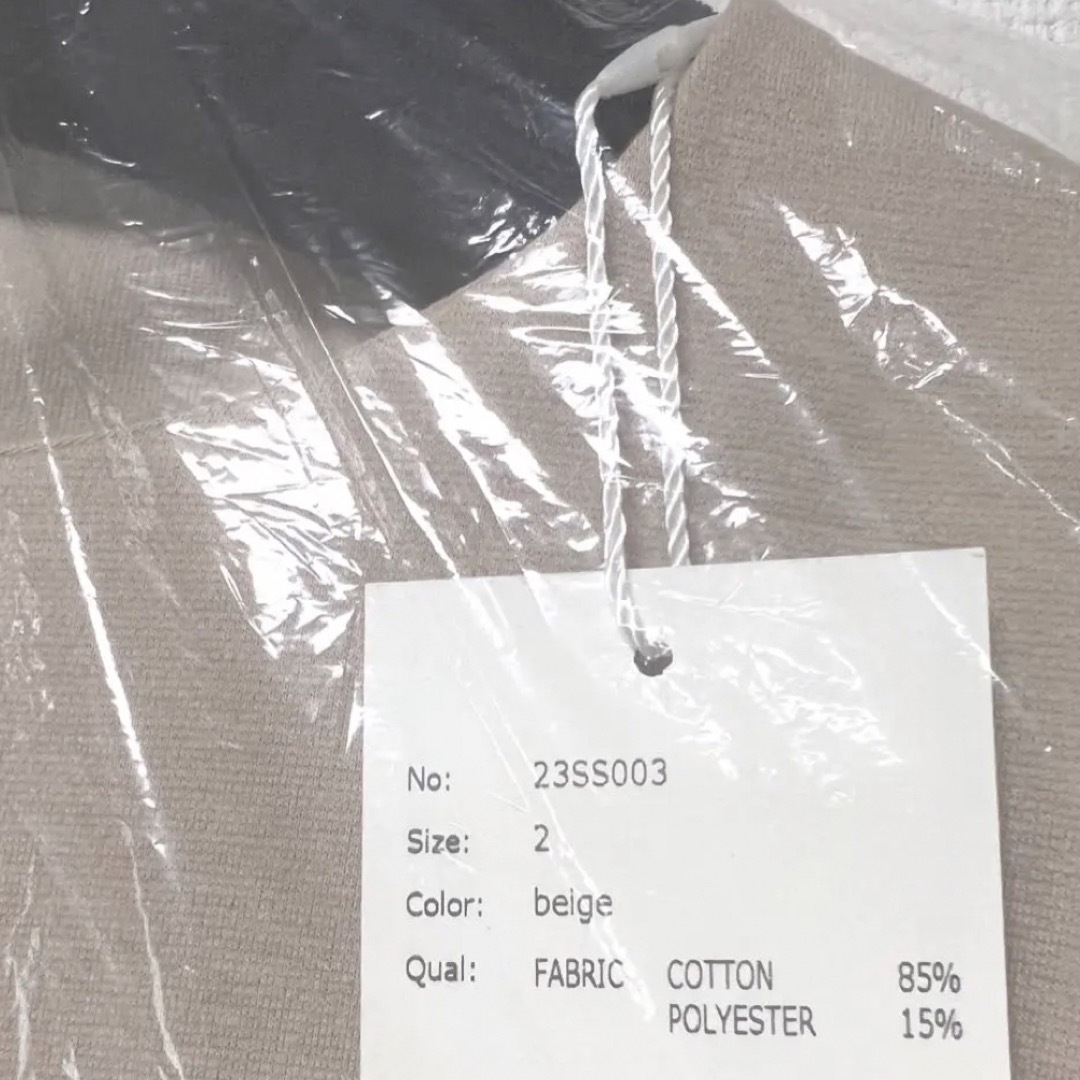 No: 23SS003
Size: 2
Color: beige
Qual: FABRIC COTTON 85%
POLYESTER 15%